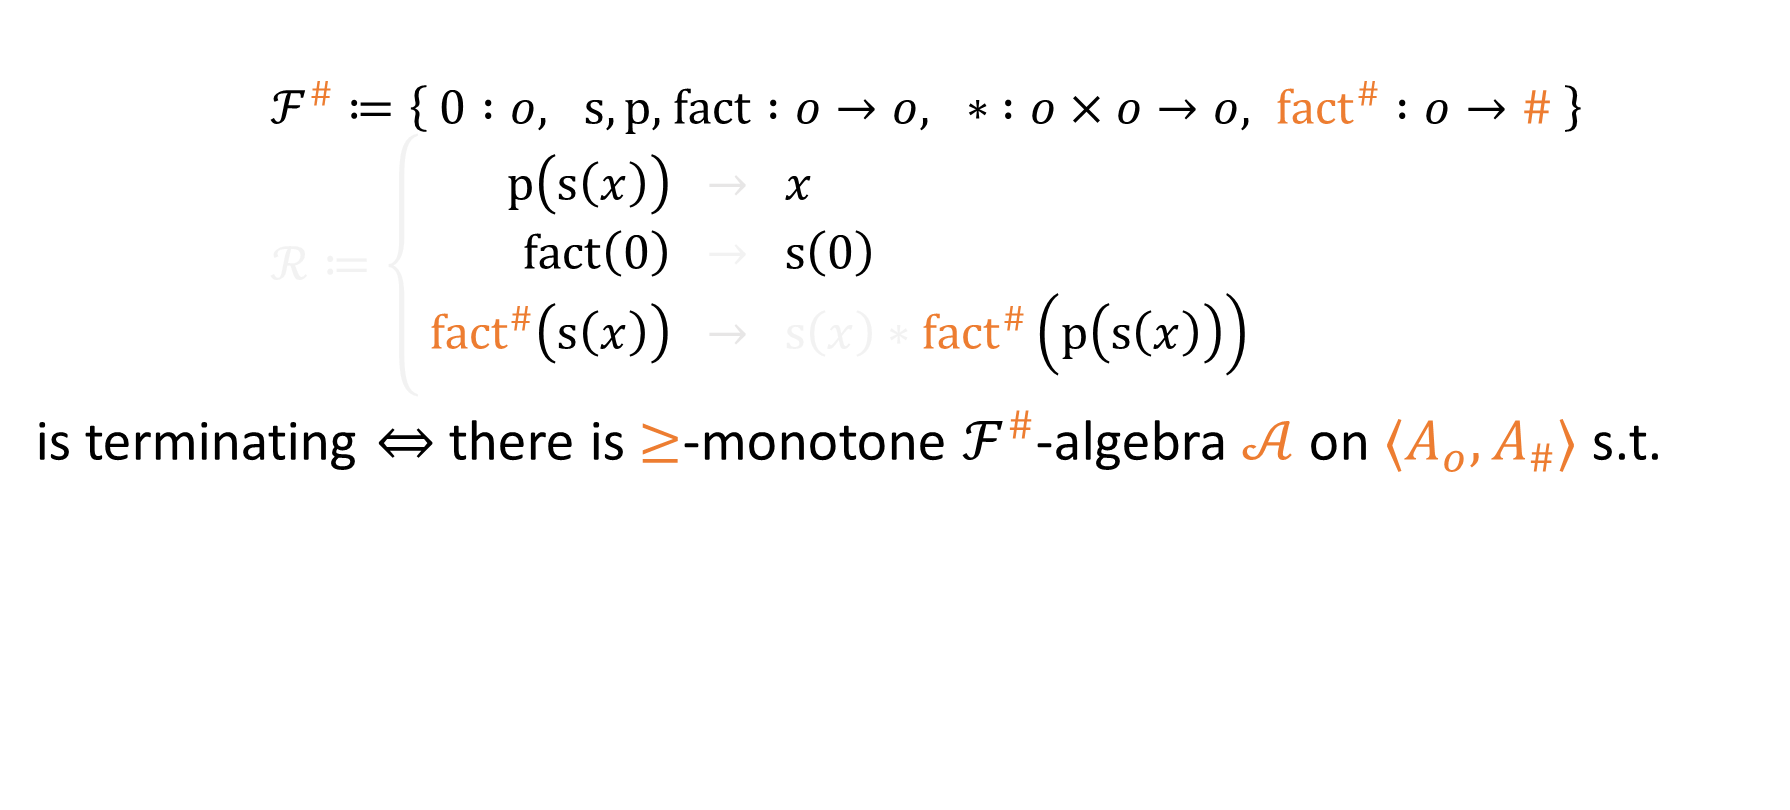 ℱ^# ≔ { 0 : o, s, p, fact : o → o, * : o × o → o, fact^# : o → # }
p(s(x)) → x
fact(0) → s(0)
ℛ ≔ {
fact^#(s(x)) → s(x) * fact^#(p(s(x)))
is terminating ⟺ there is ≥-monotone ℱ^#-algebra 𝒜 on ⟨A_o, A_#⟩ s.t.